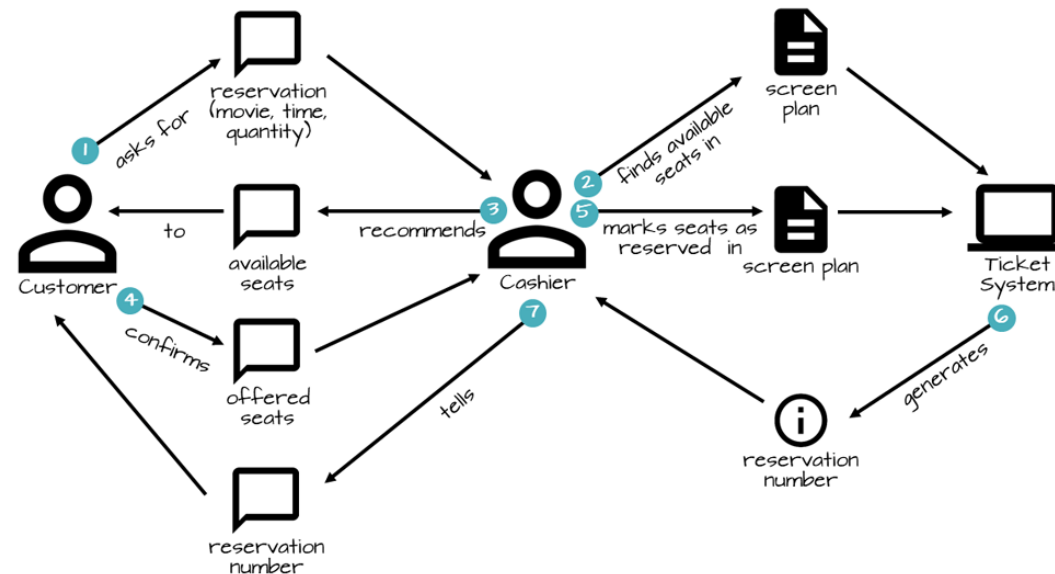 reservation
(movie, time,
quantity)
1
asks for
screen
plan
2
finds available
seats in
Customer
to
available
seats
3
recommends
Cashier
5
marks seats as
reserved in
screen plan
Ticket
System
4
confirms
offered
seats
7
tells
6
generates
reservation
number
reservation
number